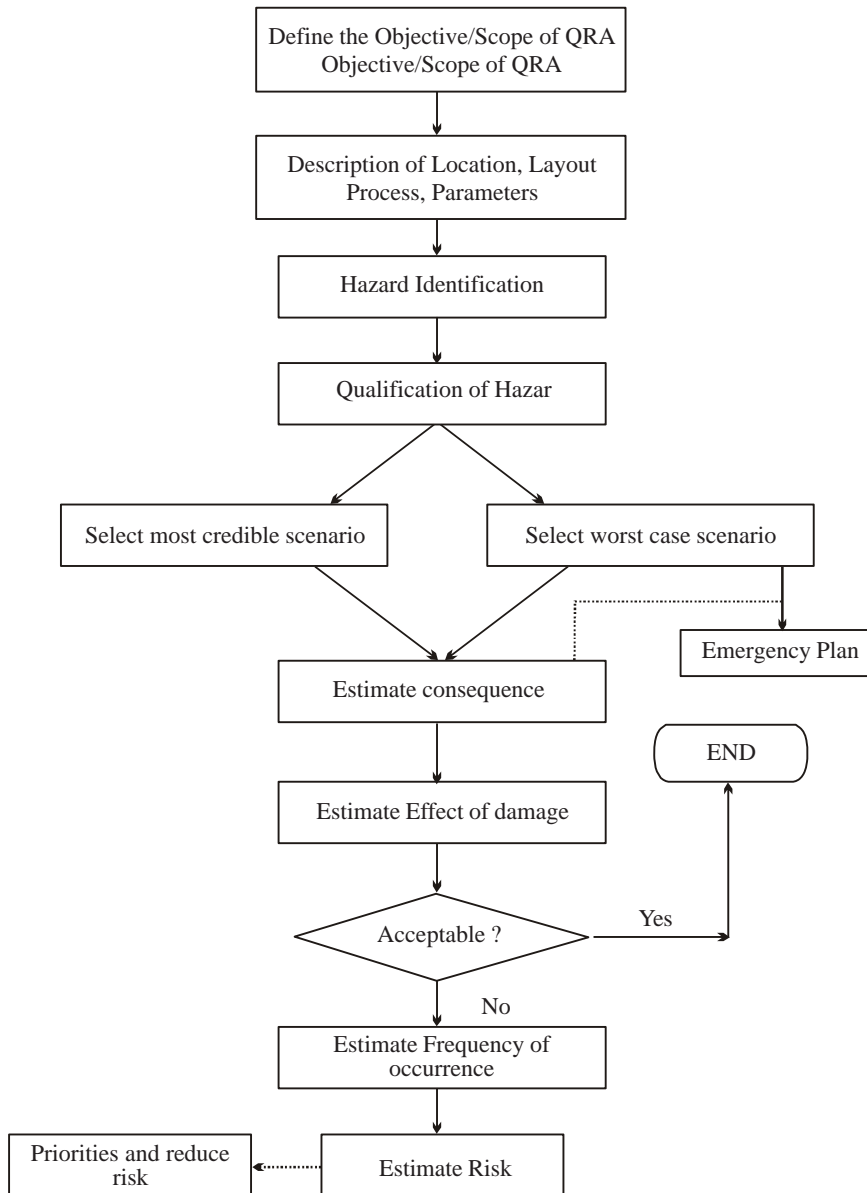 Define the Objective/Scope of QRA
Objective/Scope of QRA
Description of Location, Layout
Process, Parameters
Hazard Identification
Qualification of Hazar
Select most credible scenario
Select worst case scenario
Emergency Plan
Estimate consequence
END
Estimate Effect of damage
Acceptable ?
Yes
No
Estimate Frequency of
occurrence
Priorities and reduce
risk
Estimate Risk